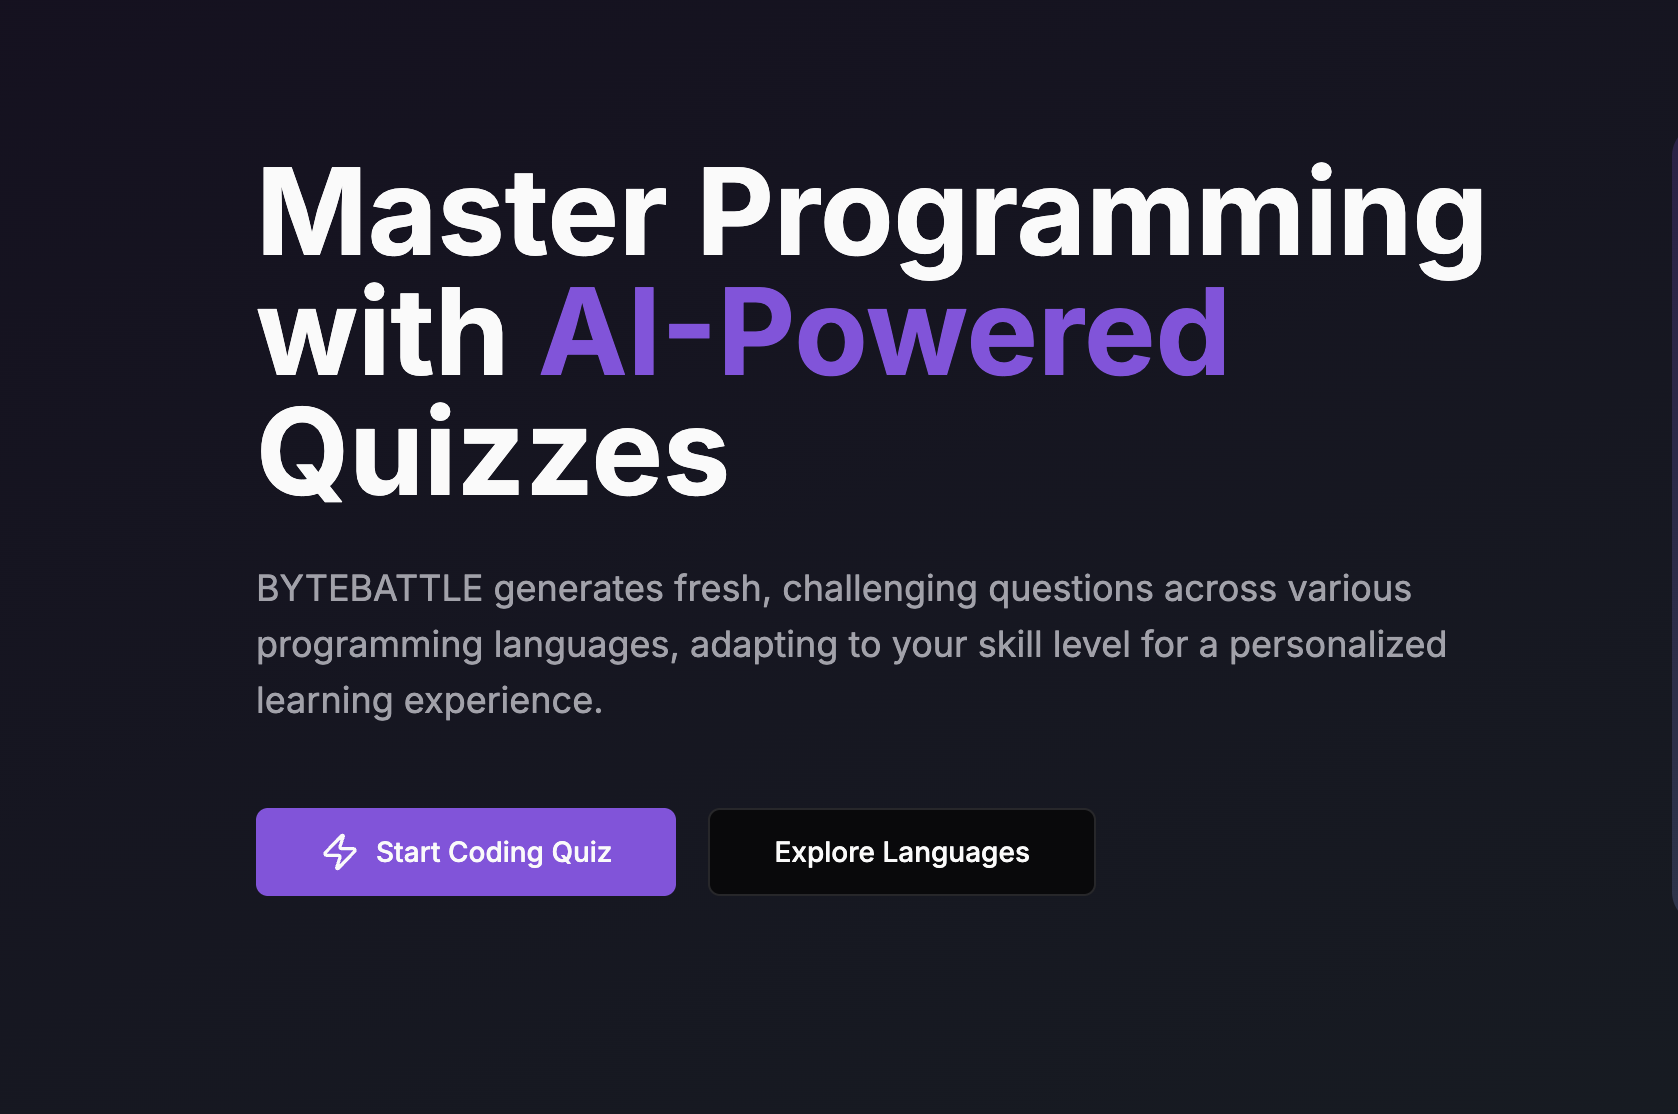 Master Programming
with AI-Powered
Quizzes
BYTEBATTLE generates fresh, challenging questions across various
programming languages, adapting to your skill level for a personalized
learning experience.
Start Coding Quiz
Explore Languages